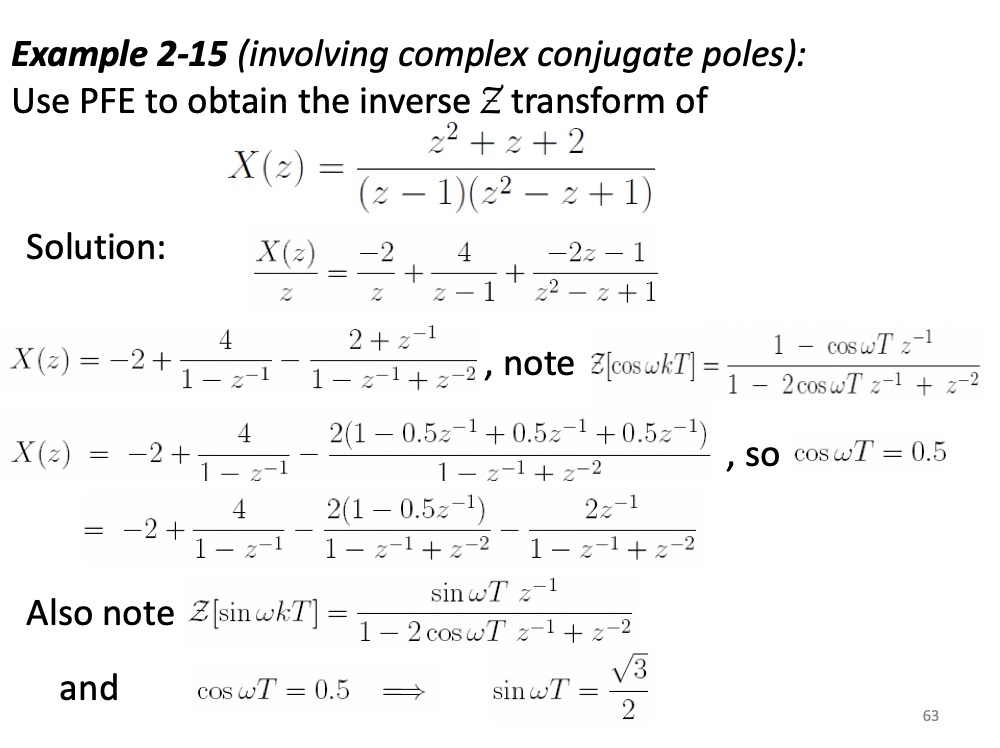 Example 2-15 (involving complex conjugate poles):
Use PFE to obtain the inverse 𝒵 transform of
X(z) = (z² + z + 2) / ((z − 1)(z² − z + 1))
Solution: X(z)/z = −2/z + 4/(z − 1) + (−2z − 1)/(z² − z + 1)
X(z) = −2 + 4/(1 − z⁻¹) − (2 + z⁻¹)/(1 − z⁻¹ + z⁻²) , note 𝒵[cos ωkT] = (1 − cos ωT z⁻¹)/(1 − 2 cos ωT z⁻¹ + z⁻²)
X(z) = −2 + 4/(1 − z⁻¹) − 2(1 − 0.5z⁻¹ + 0.5z⁻¹ + 0.5z⁻¹)/(1 − z⁻¹ + z⁻²) , so cos ωT = 0.5
= −2 + 4/(1 − z⁻¹) − 2(1 − 0.5z⁻¹)/(1 − z⁻¹ + z⁻²) − 2z⁻¹/(1 − z⁻¹ + z⁻²)
Also note 𝒵[sin ωkT] = (sin ωT z⁻¹)/(1 − 2 cos ωT z⁻¹ + z⁻²)
and cos ωT = 0.5 ⟹ sin ωT = √3/2
63